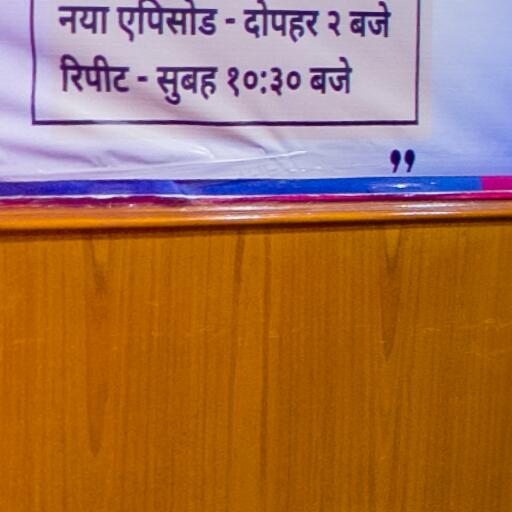 नया एपिसोड - दोपहर २ बजे
रिपीट - सुबह १०:३० बजे
”